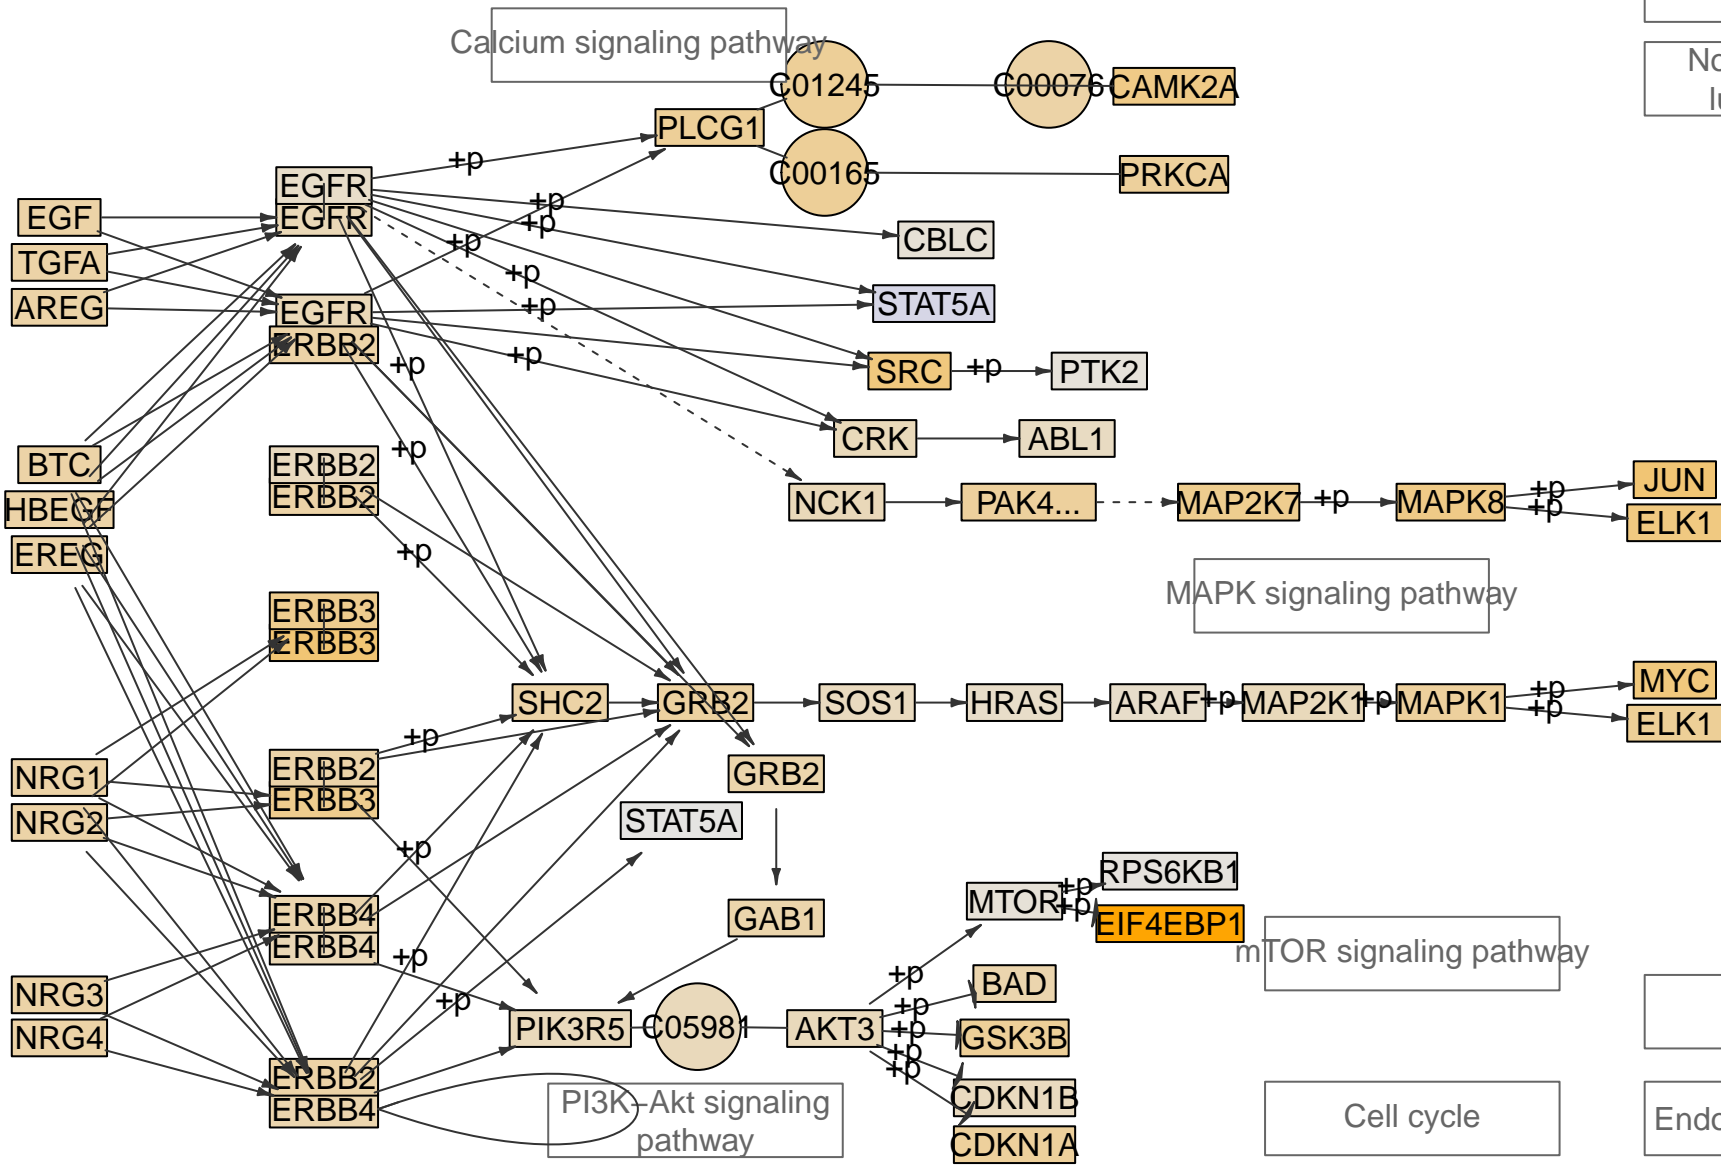 Calcium signaling pathway
No
lu
C01245
C00076
CAMK2A
PLCG1
C00165
PRKCA
+p
EGFR
EGFR
EGF
TGFA
AREG
+p
+p
+p
CBLC
+p
STAT5A
+p
EGFR
ERBB2
+p
+p
SRC
+p
PTK2
CRK
ABL1
BTC
HBEGF
EREG
ERBB2
ERBB2
+p
NCK1
PAK4...
MAP2K7
+p
MAPK8
+p
+p
JUN
ELK1
+p
MAPK signaling pathway
ERBB3
ERBB3
SHC2
GRB2
SOS1
HRAS
ARAF
+p
MAP2K1
+p
MAPK1
+p
+p
MYC
ELK1
+p
NRG1
NRG2
ERBB2
ERBB3
GRB2
STAT5A
+p
ERBB4
ERBB4
GAB1
MTOR
+p
+p
RPS6KB1
EIF4EBP1
mTOR signaling pathway
+p
+p
NRG3
NRG4
+p
BAD
PIK3R5
C05981
AKT3
+p
+p
GSK3B
+p
+p
ERBB2
ERBB4
PI3K−Akt signaling
pathway
CDKN1B
CDKN1A
Cell cycle
Endo